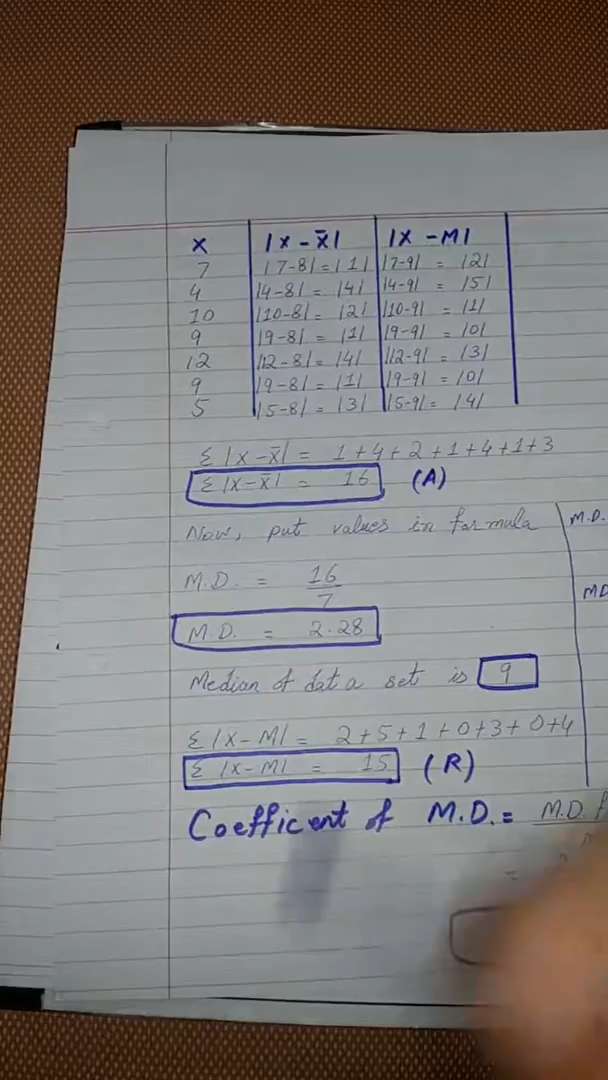 X |X - X̄| |X - M|
7 |7-8| = |1| |7-9| = |2|
4 |4-8| = |4| |4-9| = |5|
10 |10-8| = |2| |10-9| = |1|
9 |9-8| = |1| |9-9| = |0|
12 |12-8| = |4| |12-9| = |3|
9 |9-8| = |1| |9-9| = |0|
5 |5-8| = |3| |5-9| = |4|
Σ |X-X̄| = 1+4+2+1+4+1+3
Σ |X-X̄| = 16 (A)
Now, put values in formula
M.D.
M.D. = 16/7
MD
M.D. = 2.28
Median of data set is 9
Σ |X-M| = 2+5+1+0+3+0+4
Σ |X-M| = 15 (R)
Coefficent of M.D. = M.D.
=